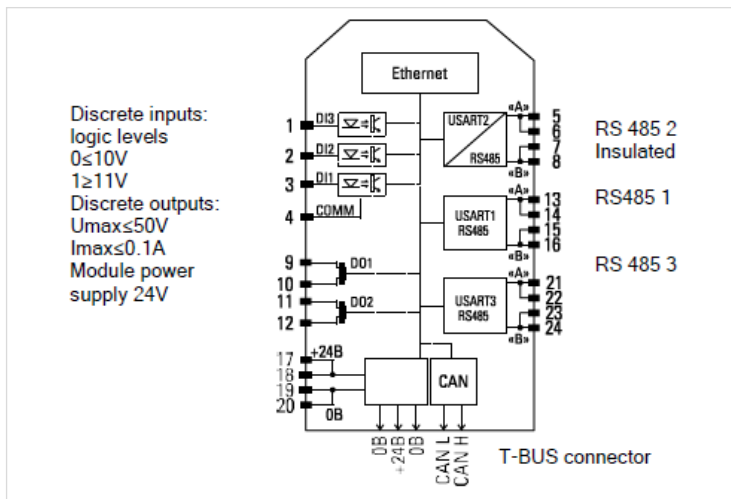 Ethernet
Discrete inputs:
logic levels
0≤10V
1≥11V
Discrete outputs:
Umax≤50V
Imax≤0.1A
Module power
supply 24V
1 DI3
2 DI2
3 DI1
4 COMM
9 DO1
10
11 DO2
12
17 +24B
18
19
20 0B
USART2
RS485
«A» 5
6
7
8
«B»
RS 485 2
Insulated
USART1
RS485
«A» 13
14
15
16
«B»
RS485 1
USART3
RS485
«A» 21
22
23
24
«B»
RS 485 3
CAN
0B
+24B
0B
CAN L
CAN H
T-BUS connector